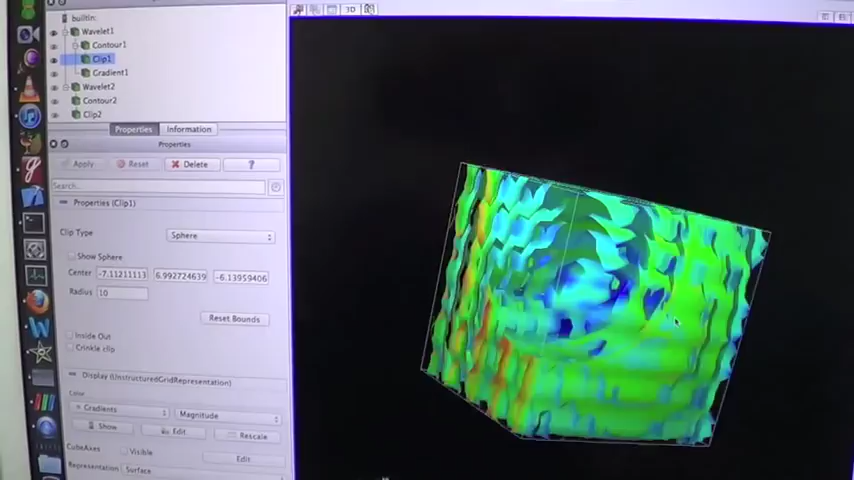 3D
builtin:
Wavelet1
Contour1
Clip1
Gradient1
Wavelet2
Contour2
Clip2
Properties Information
Properties
Apply Reset Delete ?
Search...
Properties (Clip1)
Clip Type Sphere
Show Sphere
Center -7.11211113 6.992724639 -6.13959406
Radius 10
Reset Bounds
Inside Out
Crinkle clip
Display (UnstructuredGridRepresentation)
Color
Gradients Magnitude
Show Edit Rescale
CubeAxes Visible Edit
Representation Surface